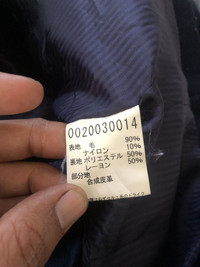 0020030014
表地 毛 90%
ナイロン 10%
裏地 ポリエステル 50%
レーヨン 50%
部分地
合成皮革